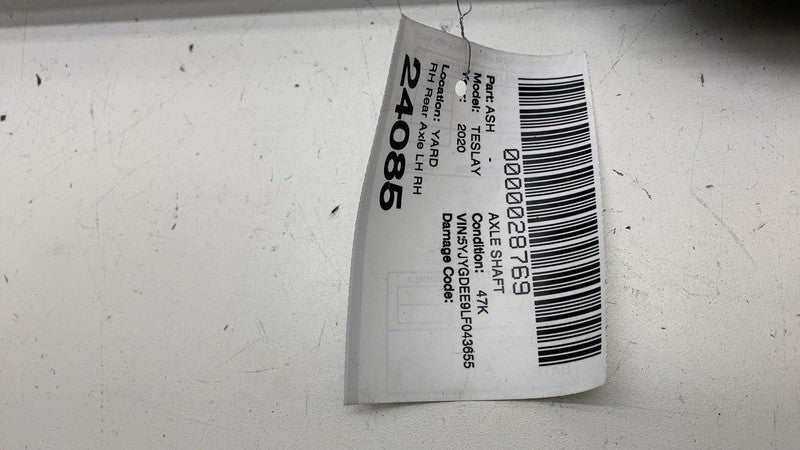 0000028769
Part: ASH - AXLE SHAFT
Model: TESLAY Condition: 47K
2020 VIN:5YJYGDEE9LF043655
Damage Code:
Location: YARD
RH Rear Axle LH RH
24085